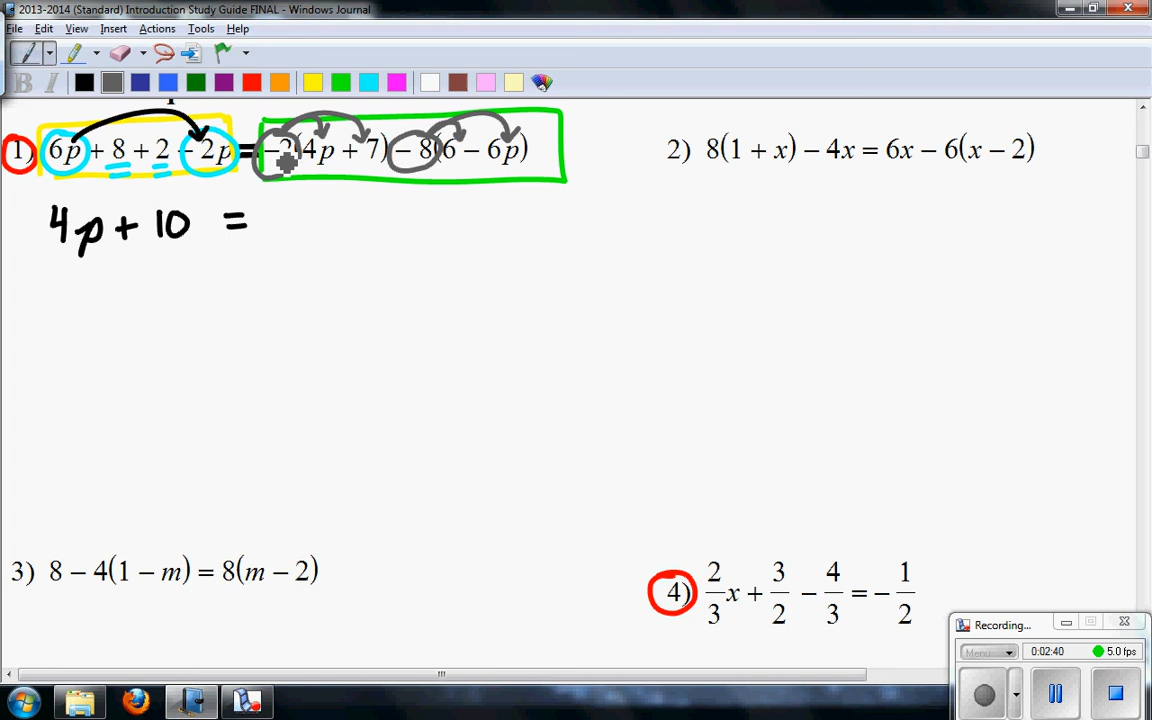 2013-2014 (Standard) Introduction Study Guide FINAL - Windows Journal
File Edit View Insert Actions Tools Help
B I
1) 6p + 8 + 2 - 2p = -2(4p + 7) - 8(6 - 6p)
2) 8(1 + x) - 4x = 6x - 6(x - 2)
4p + 10 =
3) 8 - 4(1 - m) = 8(m - 2)
4) 2/3 x + 3/2 - 4/3 = - 1/2
Recording...
Menu 0:02:40 5.0 fps